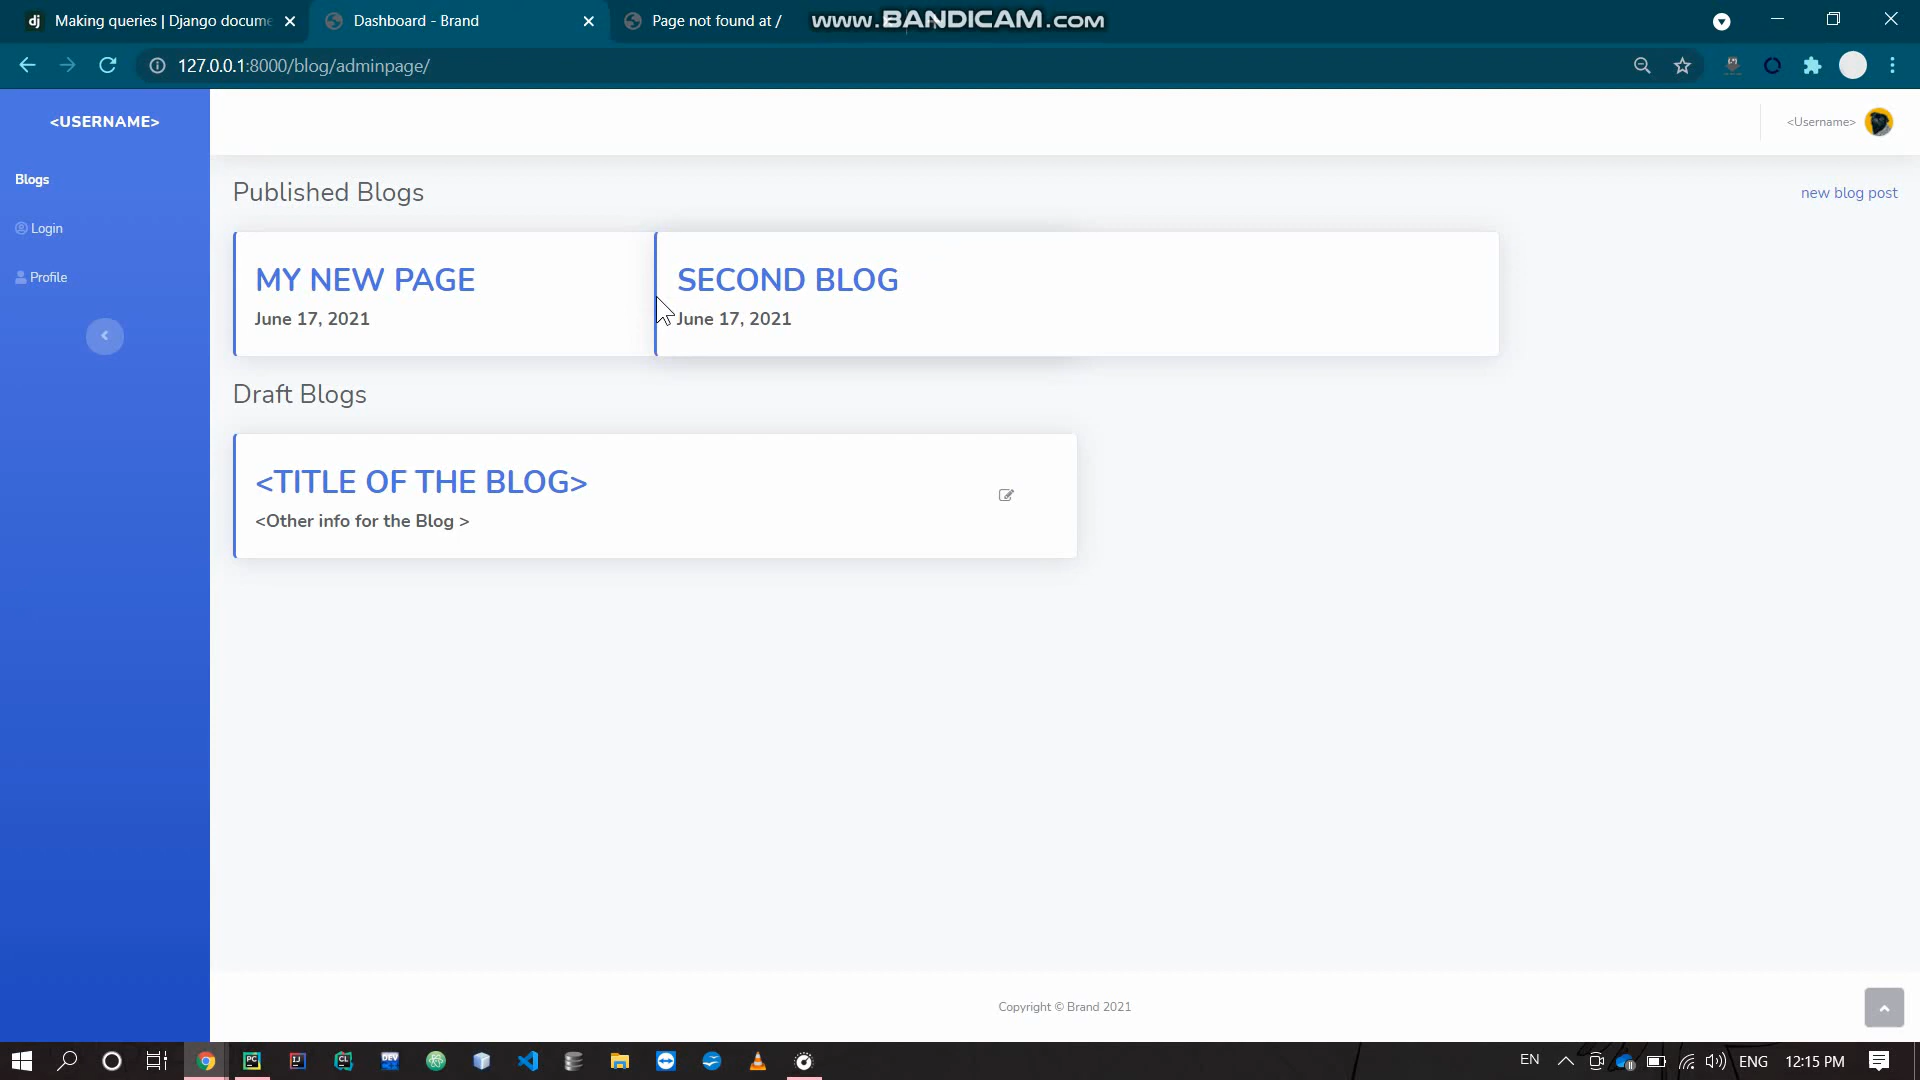 Making queries | Django docume
Dashboard - Brand
Page not found at /
www.BANDICAM.com
127.0.0.1:8000/blog/adminpage/
<USERNAME>
<Username>
Blogs
Login
Profile
Published Blogs
new blog post
MY NEW PAGE
June 17, 2021
SECOND BLOG
June 17, 2021
Draft Blogs
<TITLE OF THE BLOG>
<Other info for the Blog >
Copyright © Brand 2021
EN
ENG
12:15 PM